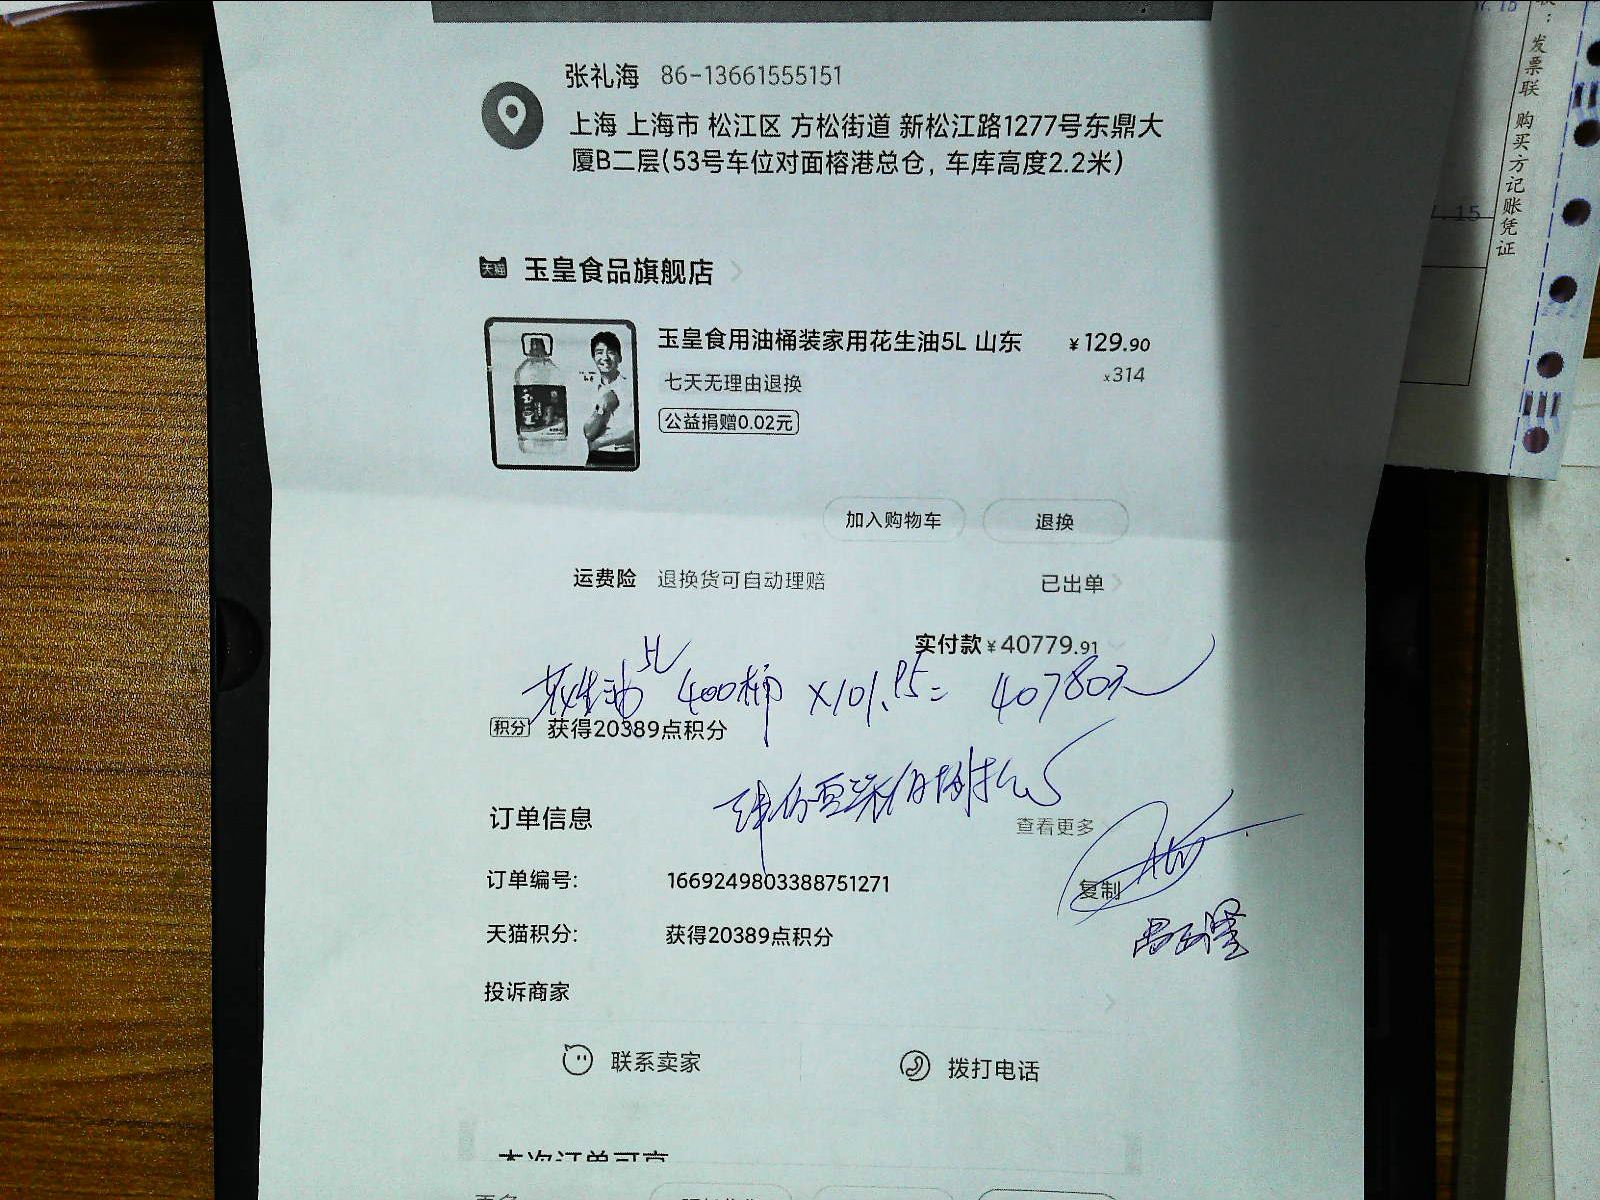 张礼海 86-13661555151
上海 上海市 松江区 方松街道 新松江路1277号东鼎大
厦B二层(53号车位对面榕港总仓，车库高度2.2米)
天猫 玉皇食品旗舰店
玉皇食用油桶装家用花生油5L 山东 ¥129.90
七天无理由退换 x314
公益捐赠0.02元
加入购物车 退换
运费险 退换货可自动理赔 已出单
实付款 ¥40779.91
花生油5L 400桶 ×101.95= 40780元
积分 获得20389点积分
订单信息 查看更多
订单编号: 1669249803388751271 复制
天猫积分: 获得20389点积分
投诉商家
联系卖家 拨打电话
本次订单可享
发票联 购买方记账凭证